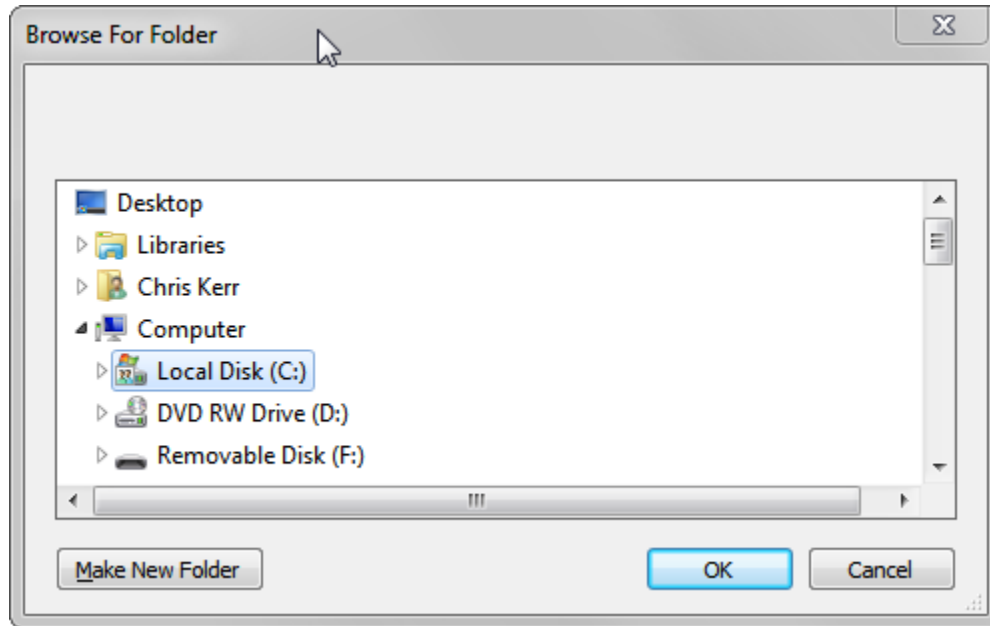 Browse For Folder
Desktop
Libraries
Chris Kerr
Computer
Local Disk (C:)
DVD RW Drive (D:)
Removable Disk (F:)
Make New Folder
OK
Cancel